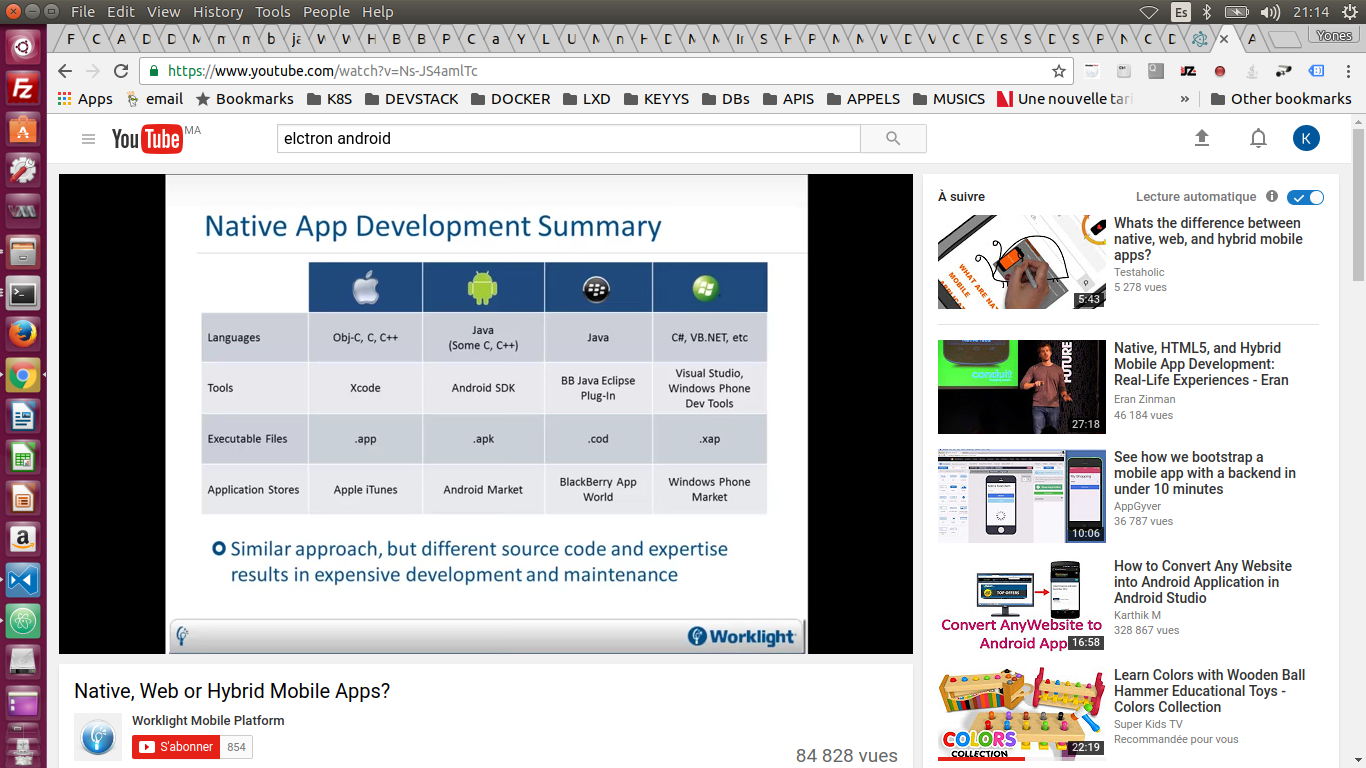 File Edit View History Tools People Help
Es
21:14
Yones
https://www.youtube.com/watch?v=Ns-JS4amlTc
Apps email Bookmarks K8S DEVSTACK DOCKER LXD KEYYS DBs APIS APPELS MUSICS Une nouvelle tari » Other bookmarks
YouTube MA
elctron android
K
Native App Development Summary
Languages Obj-C, C, C++ Java Java C#, VB.NET, etc
(Some C, C++)
Tools Xcode Android SDK BB Java Eclipse Visual Studio,
Plug-In Windows Phone
Dev Tools
Executable Files .app .apk .cod .xap
Application Stores Apple iTunes Android Market BlackBerry App Windows Phone
World Market
Similar approach, but different source code and expertise
results in expensive development and maintenance
Worklight
Native, Web or Hybrid Mobile Apps?
Worklight Mobile Platform
S'abonner 854
84 828 vues
À suivre
Lecture automatique
WHAT ARE NAT
MOBILE
APPLICATION
5:43
Whats the difference between
native, web, and hybrid mobile
apps?
Testaholic
5 278 vues
conduit
FUTURE
27:18
Native, HTML5, and Hybrid
Mobile App Development:
Real-Life Experiences - Eran
Eran Zinman
46 184 vues
10:06
See how we bootstrap a
mobile app with a backend in
under 10 minutes
AppGyver
36 787 vues
TOP OFFERS
Convert AnyWebsite to
Android App
16:58
How to Convert Any Website
into Android Application in
Android Studio
Karthik M
328 867 vues
COLORS
COLLECTION
22:19
Learn Colors with Wooden Ball
Hammer Educational Toys -
Colors Collection
Super Kids TV
Recommandée pour vous